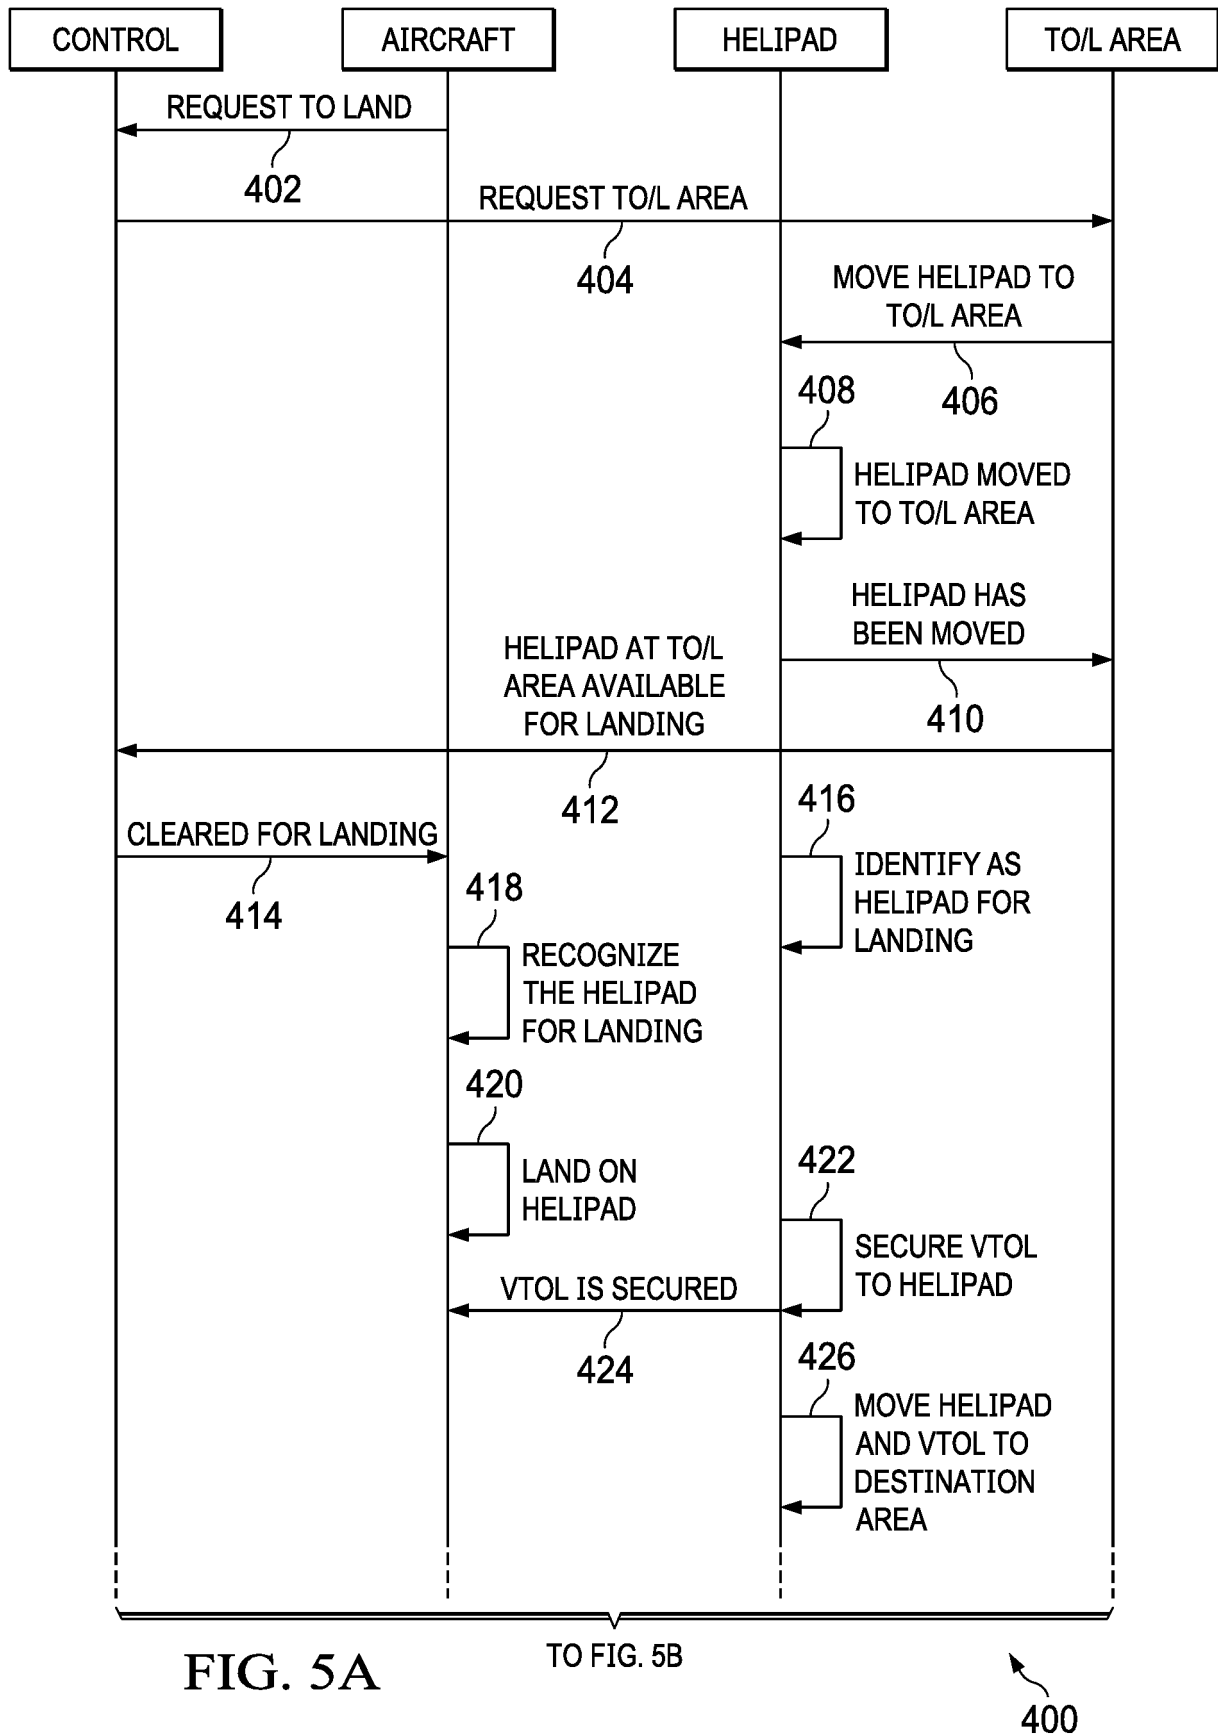 CONTROL
AIRCRAFT
HELIPAD
TO/L AREA
REQUEST TO LAND
402
REQUEST TO/L AREA
404
MOVE HELIPAD TO
TO/L AREA
406
408
HELIPAD MOVED
TO TO/L AREA
HELIPAD HAS
BEEN MOVED
410
HELIPAD AT TO/L
AREA AVAILABLE
FOR LANDING
412
CLEARED FOR LANDING
414
416
IDENTIFY AS
HELIPAD FOR
LANDING
418
RECOGNIZE
THE HELIPAD
FOR LANDING
420
LAND ON
HELIPAD
422
SECURE VTOL
TO HELIPAD
VTOL IS SECURED
424
426
MOVE HELIPAD
AND VTOL TO
DESTINATION
AREA
TO FIG. 5B
FIG. 5A
400